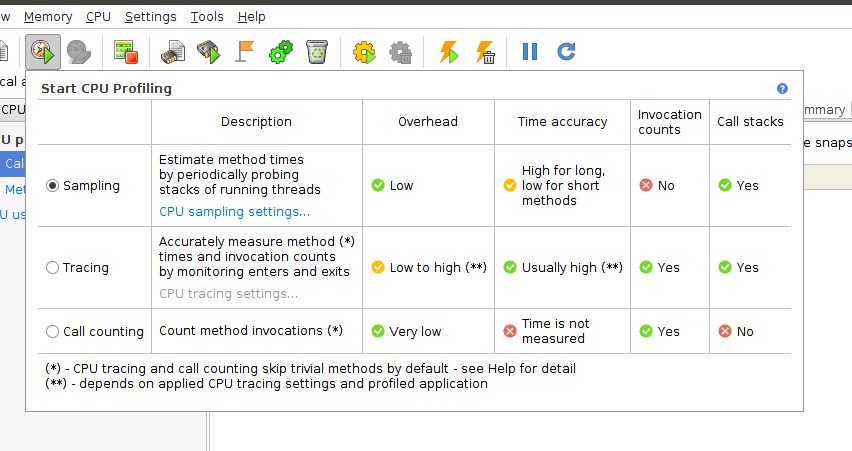 w Memory CPU Settings Tools Help
cal a
Start CPU Profiling
CPU
mmary
Description Overhead Time accuracy Invocation counts Call stacks
U p
e snaps
Cal
Met
U us
Sampling
Estimate method times
by periodically probing
stacks of running threads
CPU sampling settings...
Low
High for long,
low for short
methods
No
Yes
Tracing
Accurately measure method (*)
times and invocation counts
by monitoring enters and exits
CPU tracing settings...
Low to high (**)
Usually high (**)
Yes
Yes
Call counting
Count method invocations (*)
Very low
Time is not
measured
Yes
No
(*) - CPU tracing and call counting skip trivial methods by default - see Help for detail
(**) - depends on applied CPU tracing settings and profiled application